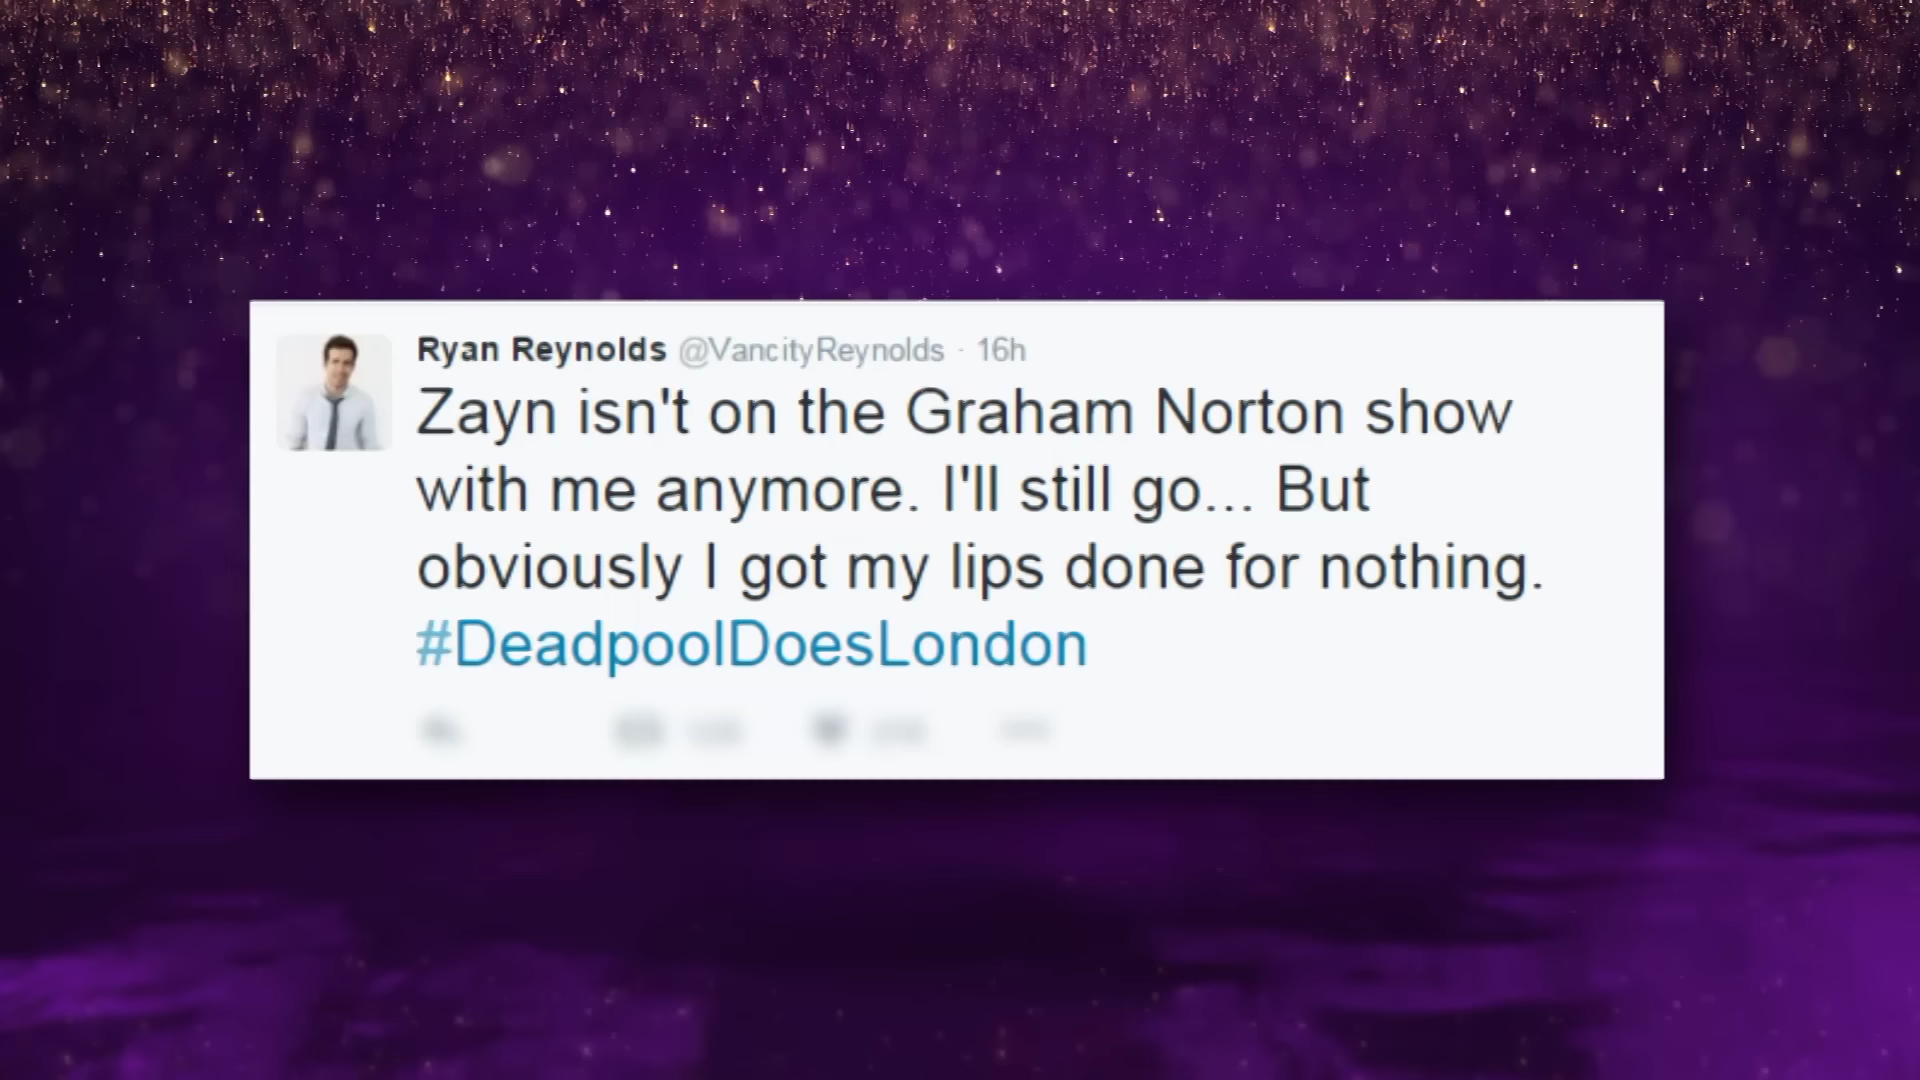 Ryan Reynolds @VancityReynolds · 16h
Zayn isn't on the Graham Norton show
with me anymore. I'll still go... But
obviously I got my lips done for nothing.
#DeadpoolDoesLondon